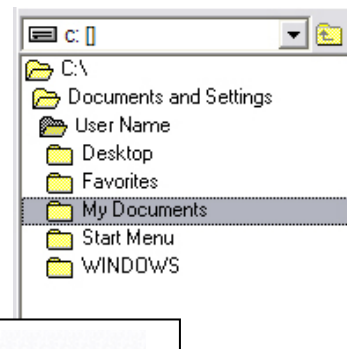 c: []
C:\
Documents and Settings
User Name
Desktop
Favorites
My Documents
Start Menu
WINDOWS